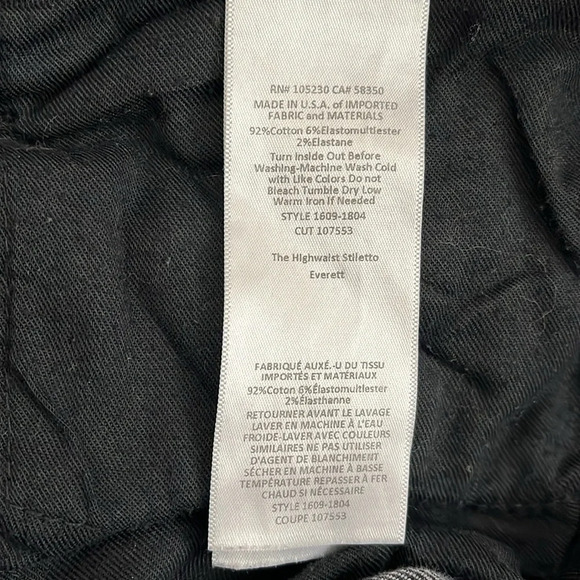 RN# 105230 CA# 58350
MADE IN U.S.A. of IMPORTED
FABRIC and MATERIALS
92%Cotton 6%Elastomultiester
2%Elastane
Turn Inside Out Before
Washing-Machine Wash Cold
with Like Colors Do not
Bleach Tumble Dry Low
Warm Iron If Needed
STYLE 1609-1804
CUT 107553
The Highwaist Stiletto
Everett
FABRIQUÉ AUXÉ.-U DU TISSU
IMPORTÉS ET MATÉRIAUX
92%Coton 6%Élastomultiester
2%Élasthanne
RETOURNER AVANT LE LAVAGE
LAVER EN MACHINE À L'EAU
FROIDE-LAVER AVEC COULEURS
SIMILAIRES NE PAS UTILISER
D'AGENT DE BLANCHIMENT
SÉCHER EN MACHINE À BASSE
TEMPÉRATURE REPASSER À FER
CHAUD SI NÉCESSAIRE
STYLE 1609-1804
COUPE 107553